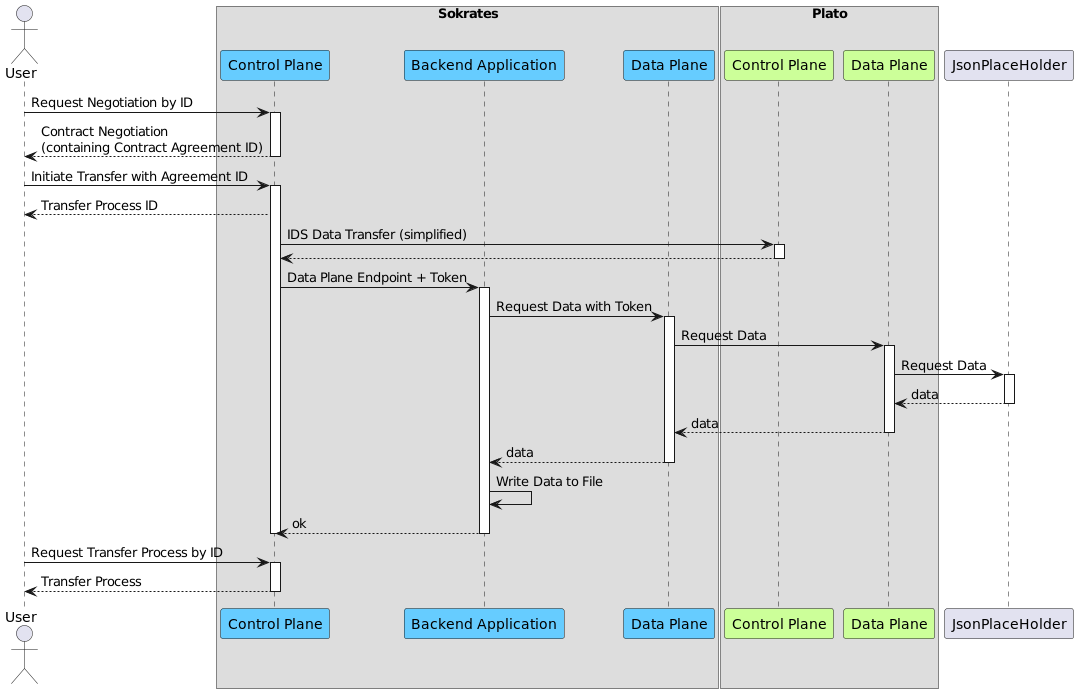 Sokrates
Plato
User
Control Plane
Backend Application
Data Plane
Control Plane
Data Plane
JsonPlaceHolder
Request Negotiation by ID
Contract Negotiation
(containing Contract Agreement ID)
Initiate Transfer with Agreement ID
Transfer Process ID
IDS Data Transfer (simplified)
Data Plane Endpoint + Token
Request Data with Token
Request Data
Request Data
data
data
data
Write Data to File
ok
Request Transfer Process by ID
Transfer Process
User
Control Plane
Backend Application
Data Plane
Control Plane
Data Plane
JsonPlaceHolder